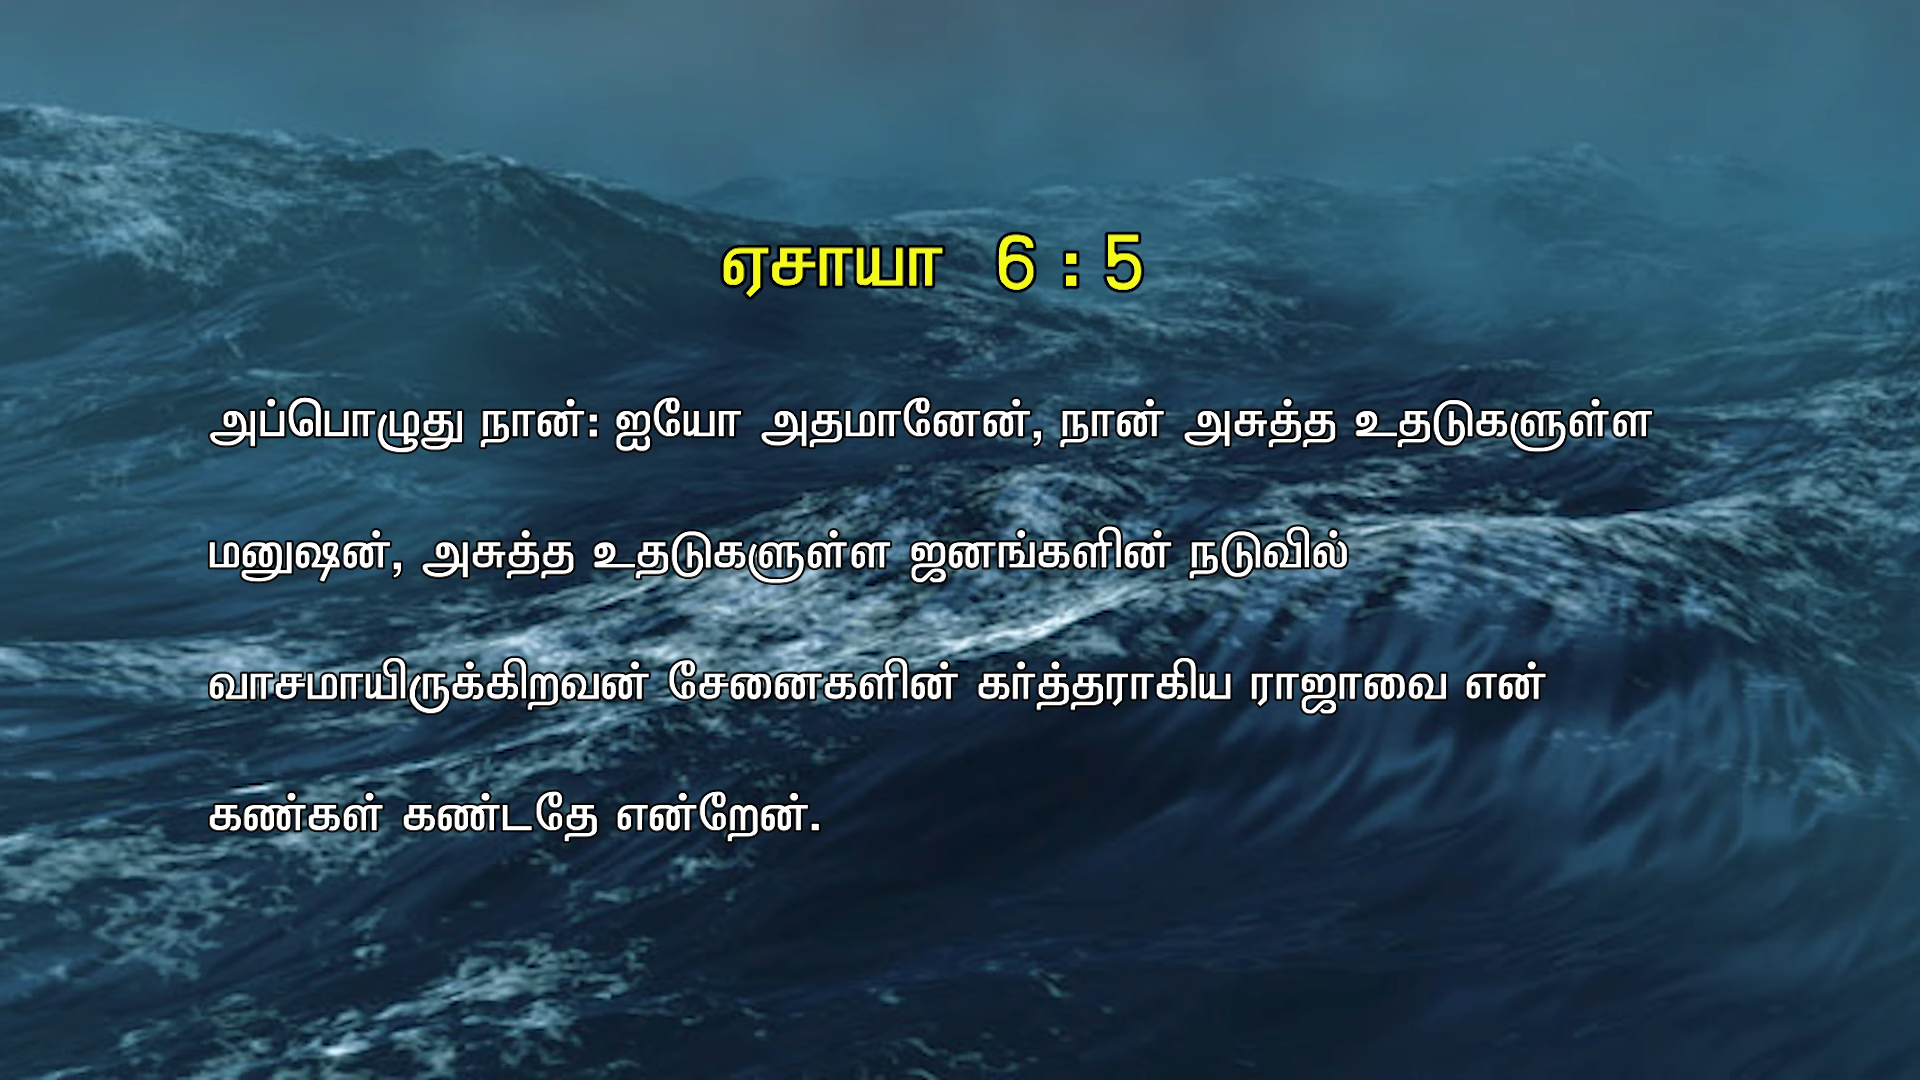 ஏசாயா 6 : 5
அப்பொழுது நான்: ஐயோ அதமானேன், நான் அசுத்த உதடுகளுள்ள
மனுஷன், அசுத்த உதடுகளுள்ள ஜனங்களின் நடுவில்
வாசமாயிருக்கிறவன் சேனைகளின் கர்த்தராகிய ராஜாவை என்
கண்கள் கண்டதே என்றேன்.